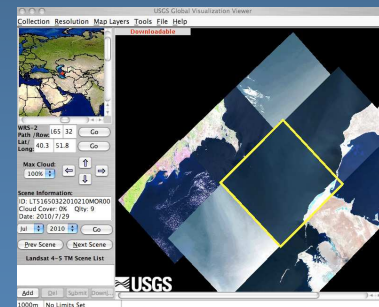 USGS Global Visualization Viewer
Collection Resolution Map Layers Tools File Help
Downloadable
WRS-2
Path /Row: 165 32 Go
Lat/
Long: 40.3 51.8 Go
Max Cloud:
100%
Scene Information:
ID: LT51650322010210MOR00
Cloud Cover: 0% Qlty: 9
Date: 2010/7/29
Jul 2010 Go
Prev Scene Next Scene
Landsat 4-5 TM Scene List
Add Del Submit Down
USGS
1000m No Limits Set